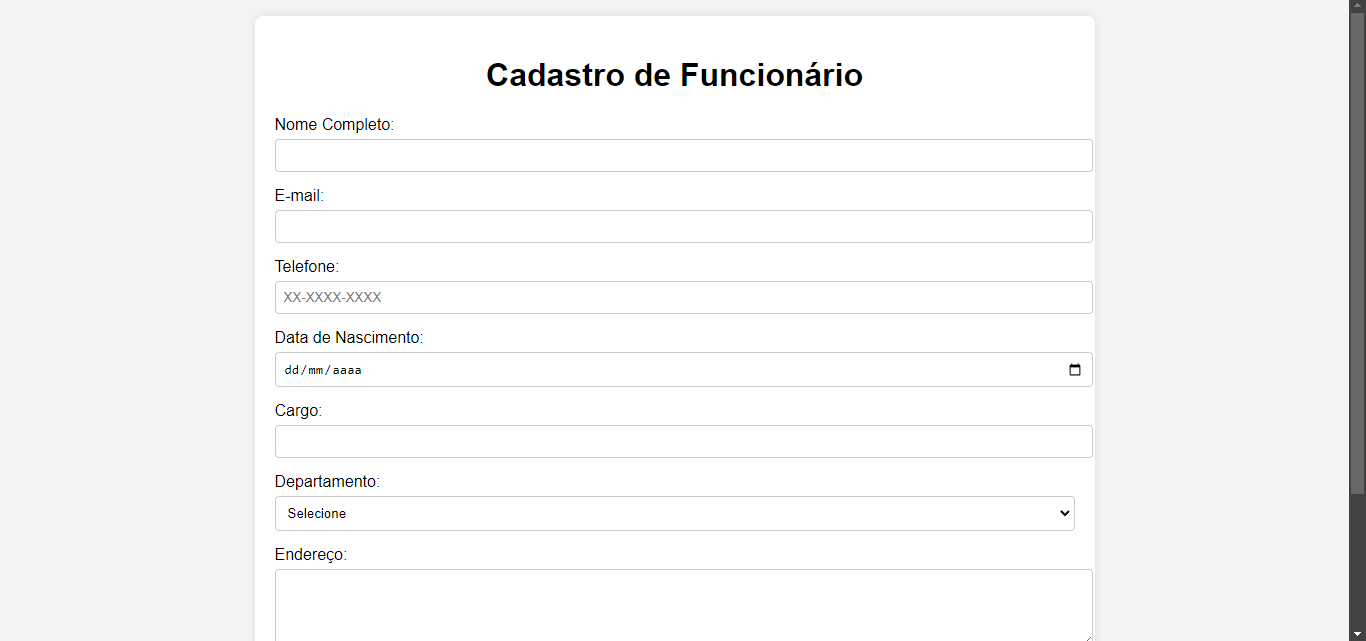 Cadastro de Funcionário
Nome Completo:
E-mail:
Telefone:
XX-XXXX-XXXX
Data de Nascimento:
dd/mm/aaaa
Cargo:
Departamento:
Selecione
Endereço: